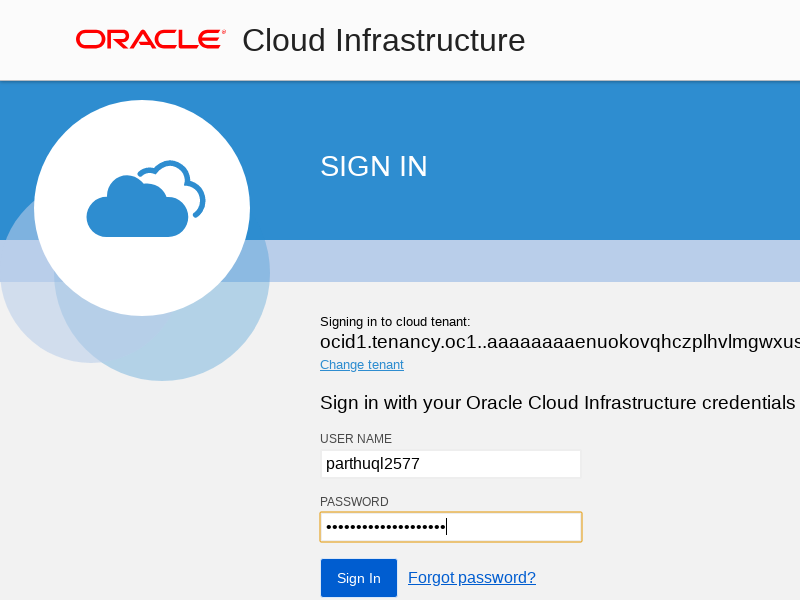 ORACLE® Cloud Infrastructure
SIGN IN
Signing in to cloud tenant:
ocid1.tenancy.oc1..aaaaaaaaenuokovqhczplhvlmgwxus
Change tenant
Sign in with your Oracle Cloud Infrastructure credentials
USER NAME
parthuql2577
PASSWORD
••••••••••••••••••••
Sign In Forgot password?